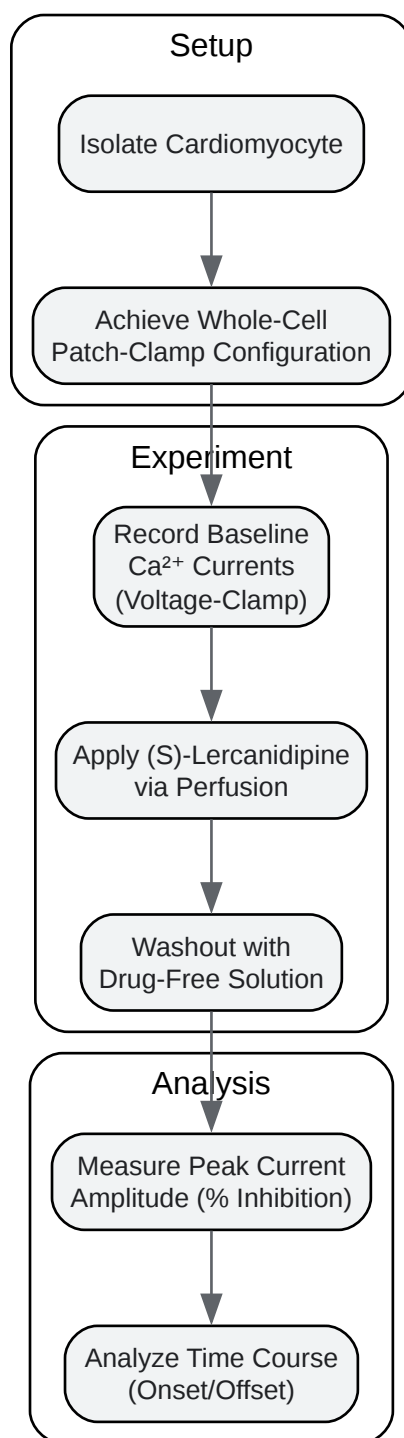 Setup
Isolate Cardiomyocyte
Achieve Whole-Cell
Patch-Clamp Configuration
Experiment
Record Baseline
Ca²⁺ Currents
(Voltage-Clamp)
Apply (S)-Lercanidipine
via Perfusion
Washout with
Drug-Free Solution
Analysis
Measure Peak Current
Amplitude (% Inhibition)
Analyze Time Course
(Onset/Offset)